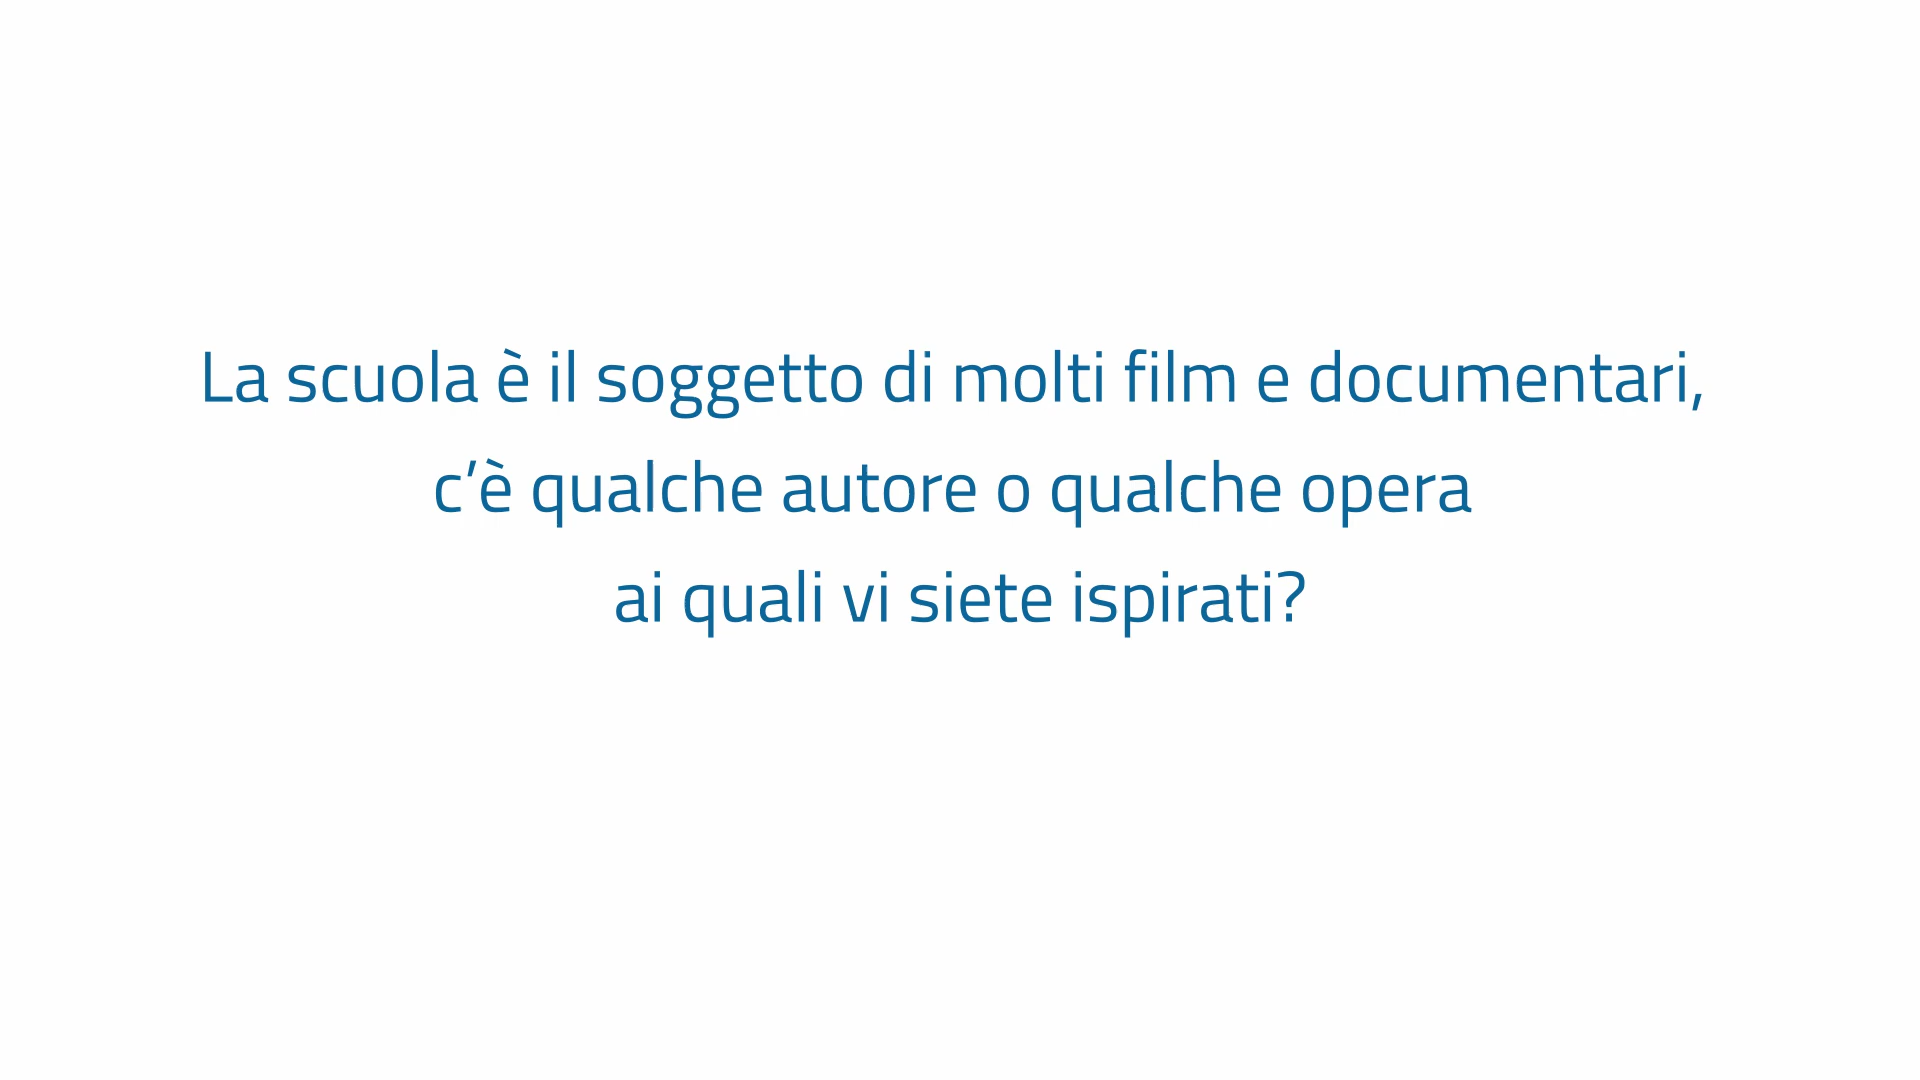 La scuola è il soggetto di molti film e documentari,
c’è qualche autore o qualche opera
ai quali vi siete ispirati?